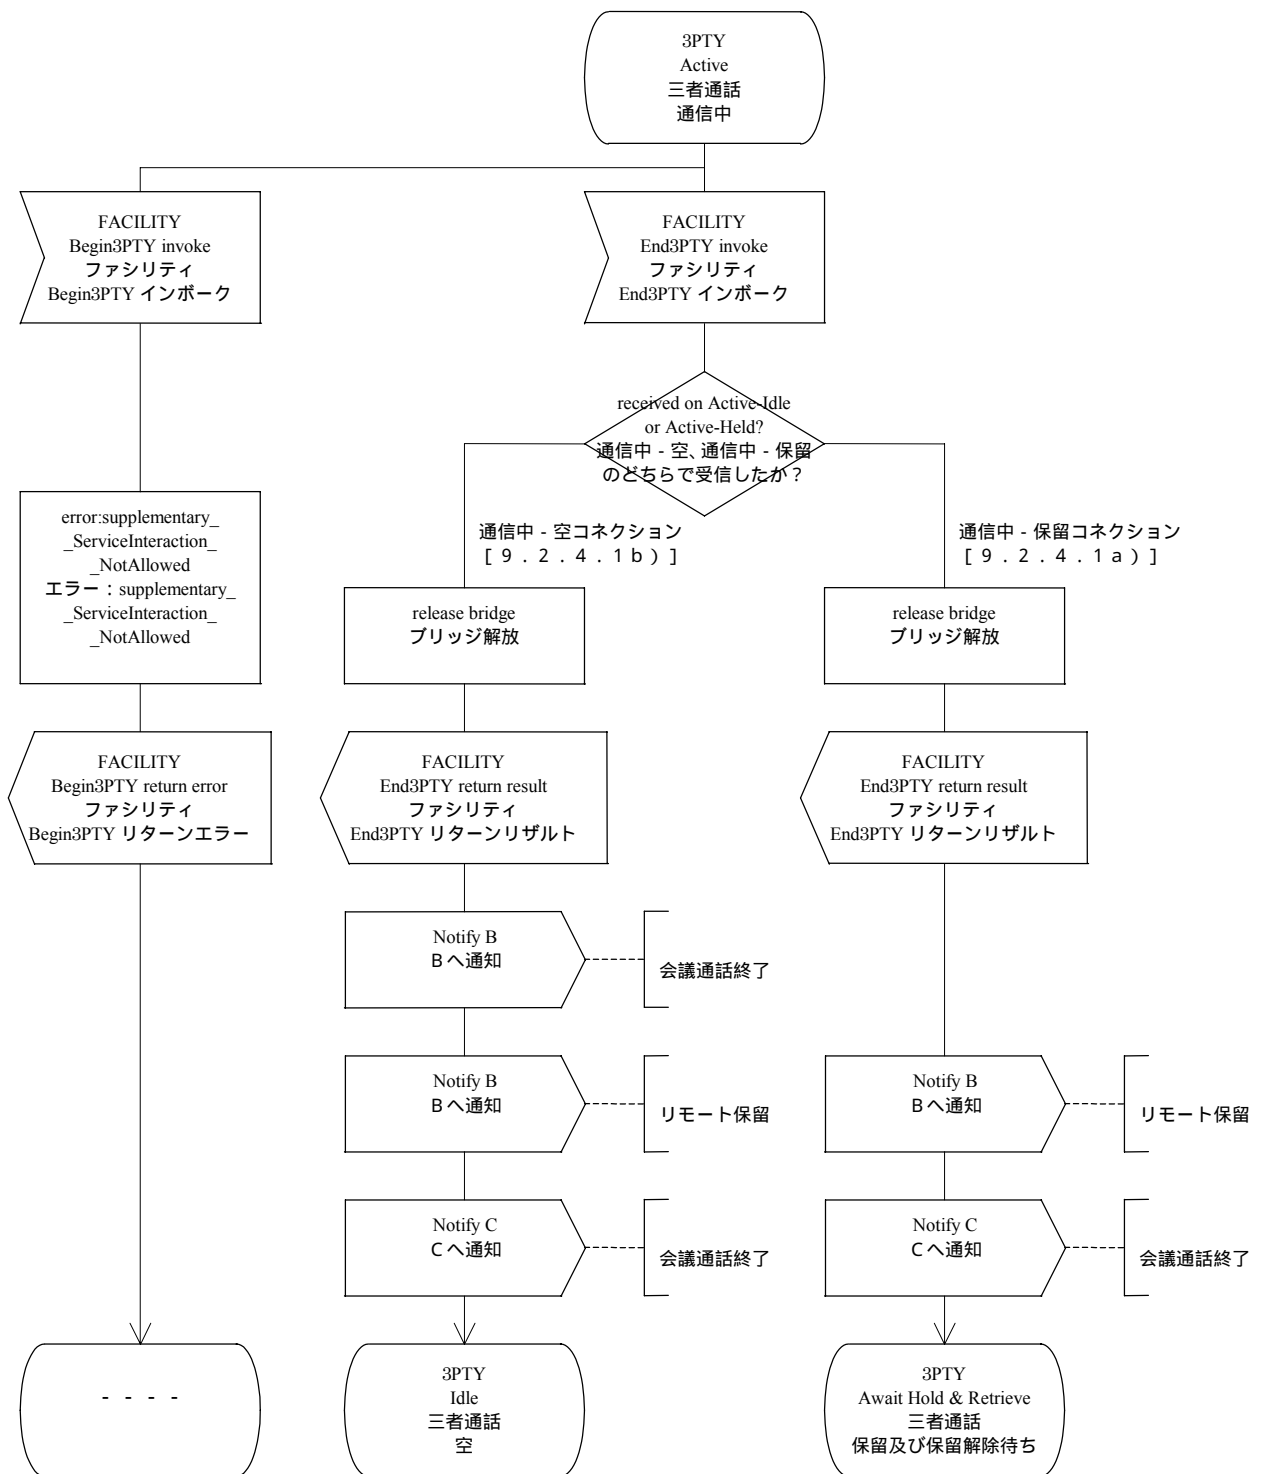 3PTY
Active
三者通話
通信中
FACILITY
Begin3PTY invoke
ファシリティ
Begin3PTY インボーク
FACILITY
End3PTY invoke
ファシリティ
End3PTY インボーク
received on Active-Idle
or Active-Held?
通信中 - 空、通信中 - 保留
のどちらで受信したか？
通信中 - 空コネクション
[ ９．２．４．１ｂ）]
通信中 - 保留コネクション
[ ９．２．４．１ａ）]
error:supplementary_
_ServiceInteraction_
_NotAllowed
エラー：supplementary_
_ServiceInteraction_
_NotAllowed
release bridge
ブリッジ解放
release bridge
ブリッジ解放
FACILITY
Begin3PTY return error
ファシリティ
Begin3PTY リターンエラー
FACILITY
End3PTY return result
ファシリティ
End3PTY リターンリザルト
FACILITY
End3PTY return result
ファシリティ
End3PTY リターンリザルト
Notify B
Ｂへ通知
会議通話終了
Notify B
Ｂへ通知
リモート保留
Notify B
Ｂへ通知
リモート保留
Notify C
Ｃへ通知
会議通話終了
Notify C
Ｃへ通知
会議通話終了
- - - -
3PTY
Idle
三者通話
空
3PTY
Await Hold & Retrieve
三者通話
保留及び保留解除待ち